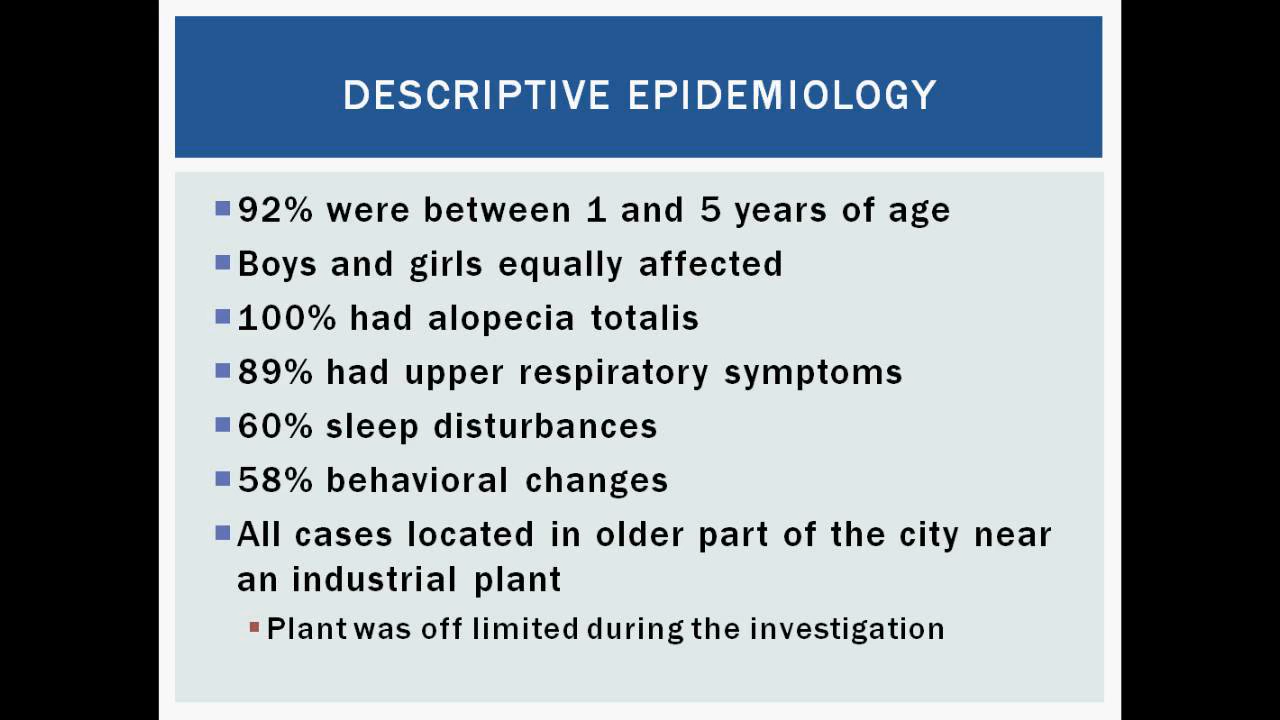 DESCRIPTIVE EPIDEMIOLOGY
92% were between 1 and 5 years of age
Boys and girls equally affected
100% had alopecia totalis
89% had upper respiratory symptoms
60% sleep disturbances
58% behavioral changes
All cases located in older part of the city near
an industrial plant
Plant was off limited during the investigation